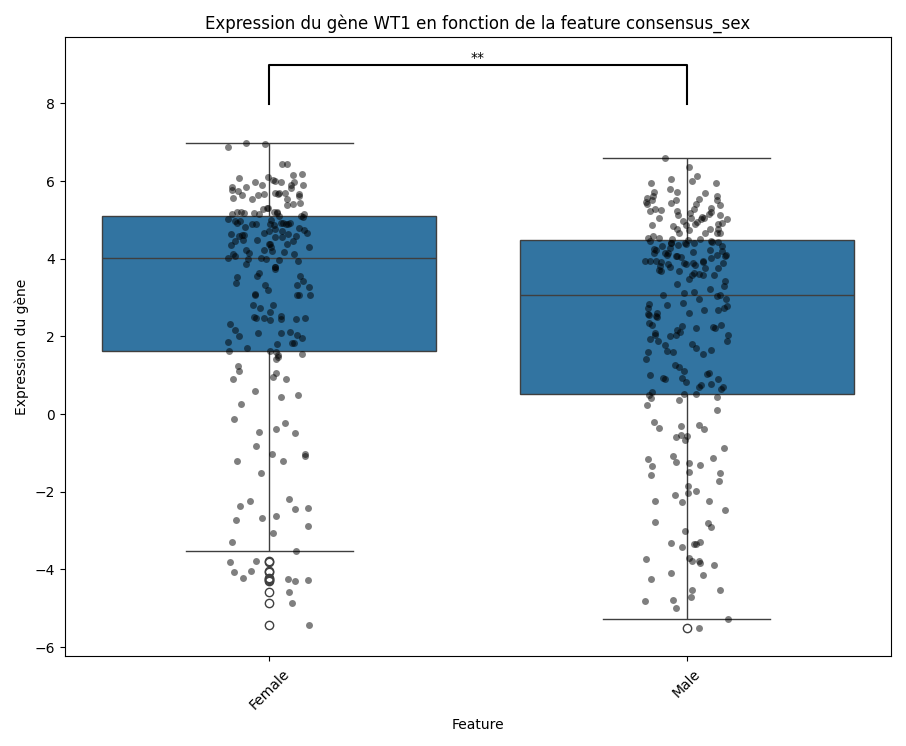 Expression du gène WT1 en fonction de la feature consensus_sex
**
8
6
4
2
0
−2
−4
−6
Expression du gène
Female
Male
Feature